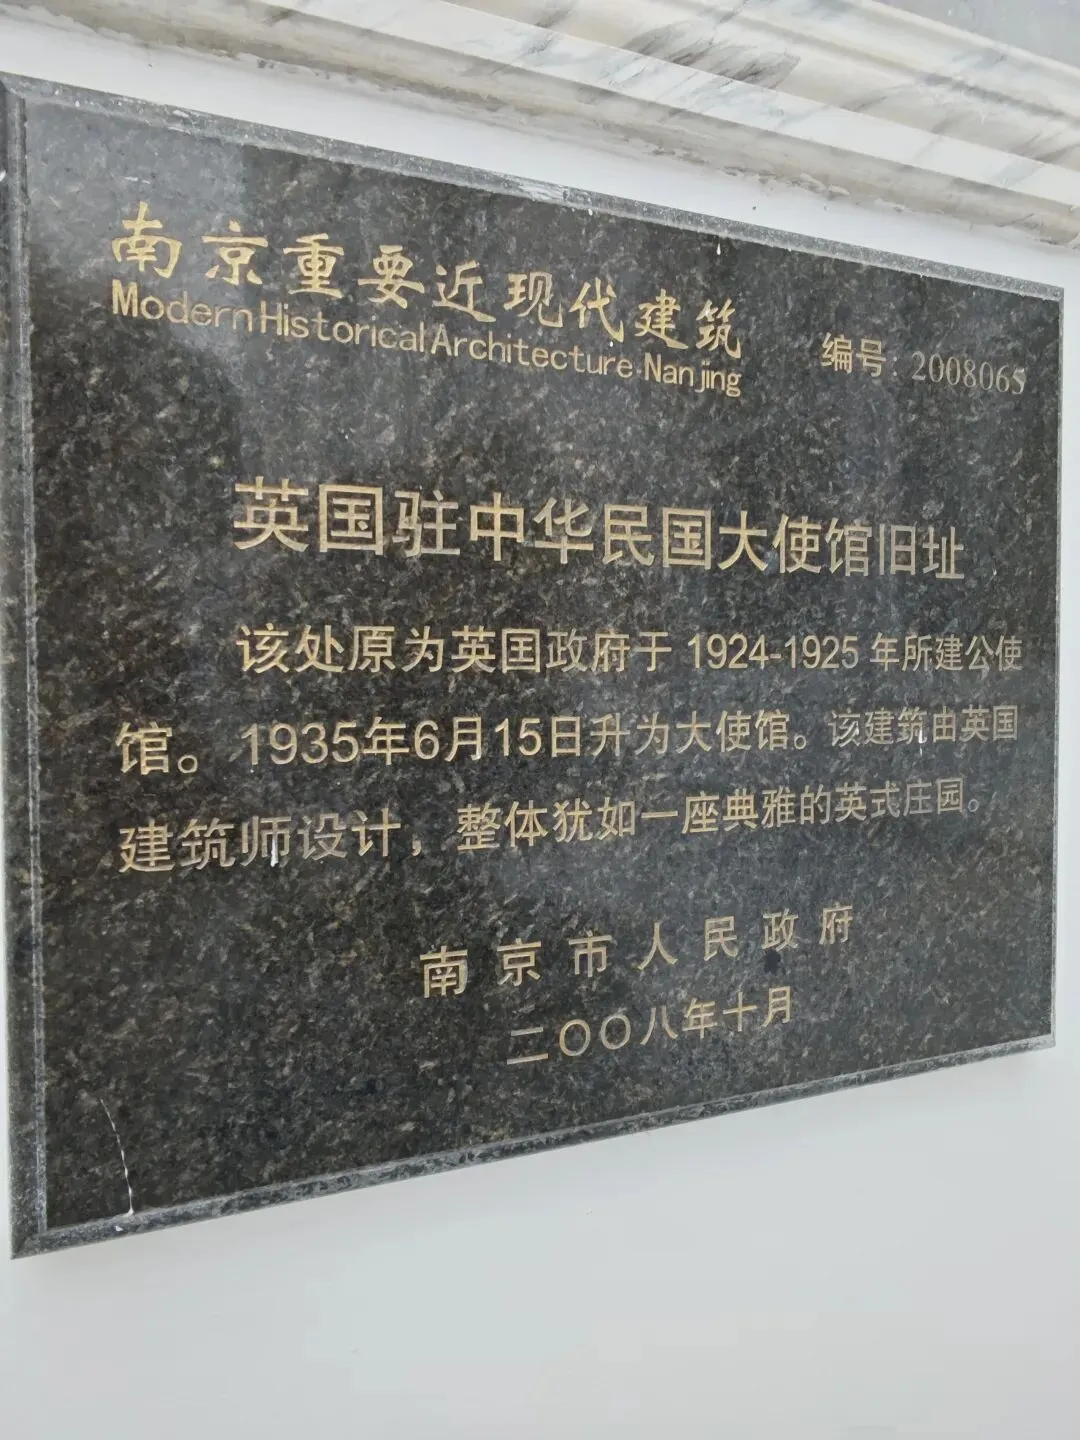 南京重要近现代建筑
Modern Historical Architecture·Nanjing
编号：2008065
英国驻中华民国大使馆旧址
该处原为英国政府于 1924-1925 年所建公使
馆。1935年6月15日升为大使馆。该建筑由英国
建筑师设计，整体犹如一座典雅的英式庄园。
南京市人民政府
二〇〇八年十月